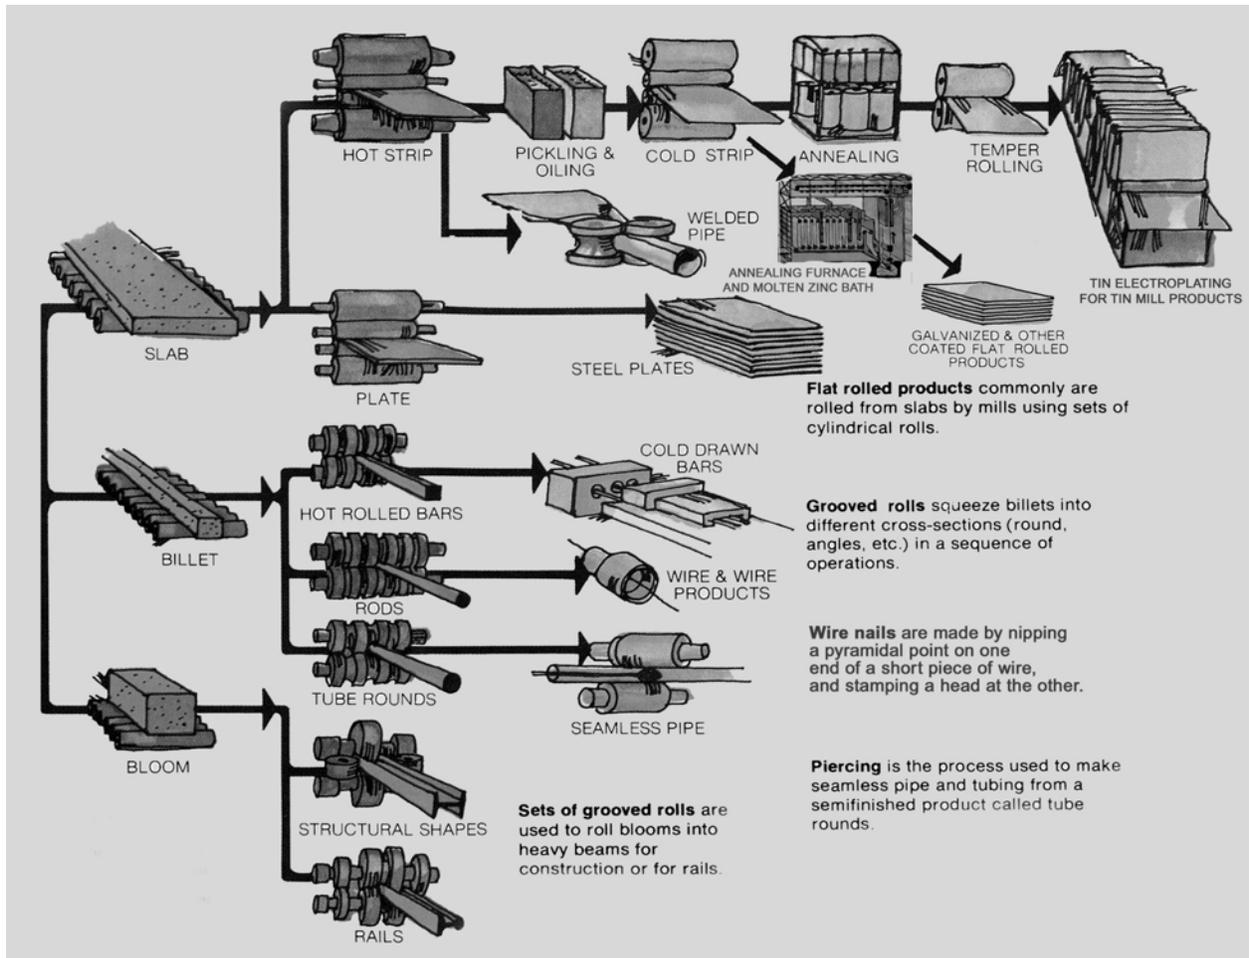 HOT STRIP
PICKLING &
OILING
COLD STRIP
ANNEALING
TEMPER
ROLLING
WELDED
PIPE
ANNEALING FURNACE
AND MOLTEN ZINC BATH
TIN ELECTROPLATING
FOR TIN MILL PRODUCTS
GALVANIZED & OTHER
COATED FLAT ROLLED
PRODUCTS
SLAB
PLATE
STEEL PLATES
Flat rolled products commonly are
rolled from slabs by mills using sets of
cylindrical rolls.
BILLET
HOT ROLLED BARS
COLD DRAWN
BARS
Grooved rolls squeeze billets into
different cross-sections (round,
angles, etc.) in a sequence of
operations.
RODS
WIRE & WIRE
PRODUCTS
Wire nails are made by nipping
a pyramidal point on one
end of a short piece of wire,
and stamping a head at the other.
TUBE ROUNDS
SEAMLESS PIPE
BLOOM
STRUCTURAL SHAPES
Sets of grooved rolls are
used to roll blooms into
heavy beams for
construction or for rails.
Piercing is the process used to make
seamless pipe and tubing from a
semifinished product called tube
rounds.
RAILS